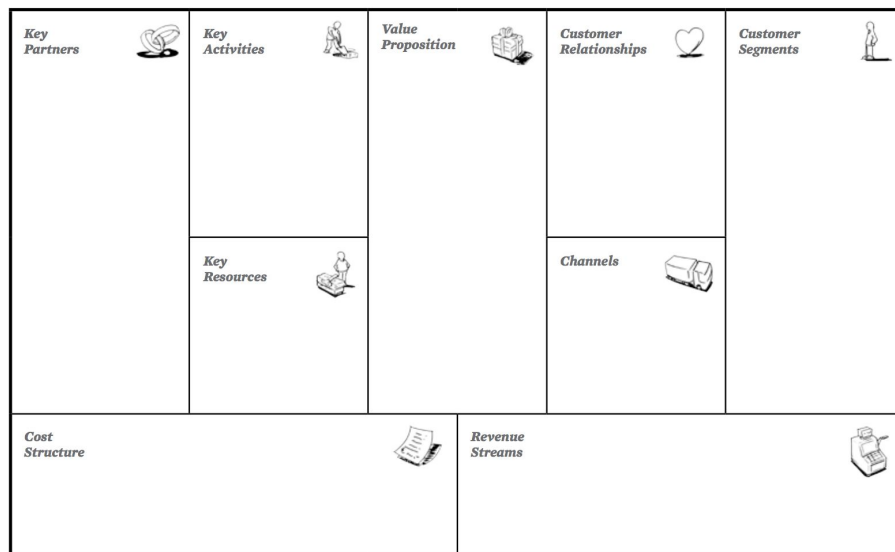 Key
Partners
Key
Activities
Value
Proposition
Customer
Relationships
Customer
Segments
Key
Resources
Channels
Cost
Structure
Revenue
Streams